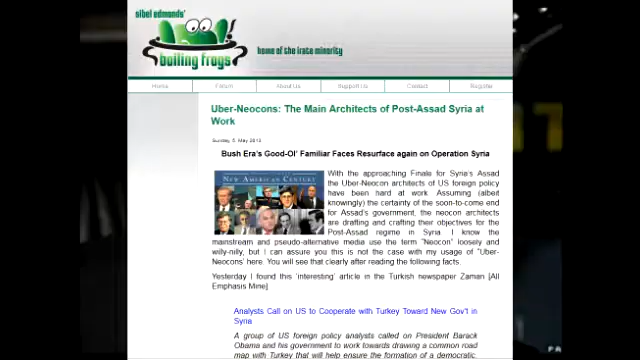 sibel edmonds'
boiling frogs
home of the irate minority
Home
Forum
About Us
Support Us
Contact
Register
Uber-Neocons: The Main Architects of Post-Assad Syria at
Work
Sunday, 5. May 2013
Bush Era's Good-Ol' Familiar Faces Resurface again on Operation Syria
NEW AMERICAN CENTURY
With the approaching Finale for Syria's Assad
the Uber-Neocon architects of US foreign policy
have been hard at work. Assuming (albeit
knowingly) the certainty of the soon-to-come end
for Assad's government, the neocon architects
are drafting and crafting their objectives for the
Post-Assad regime in Syria. I know the
mainstream and pseudo-alternative media use the term "Neocon" loosely and
willy-nilly, but I can assure you this is not the case with my usage of "Uber-
Neocons' here. You will see that clearly after reading the following facts.
Yesterday I found this 'interesting' article in the Turkish newspaper Zaman [All
Emphasis Mine]
Analysts Call on US to Cooperate with Turkey Toward New Gov't in
Syria
A group of US foreign policy analysts called on President Barack
Obama and his government to work towards drawing a common road
map with Turkey that will help ensure the formation of a democratic,